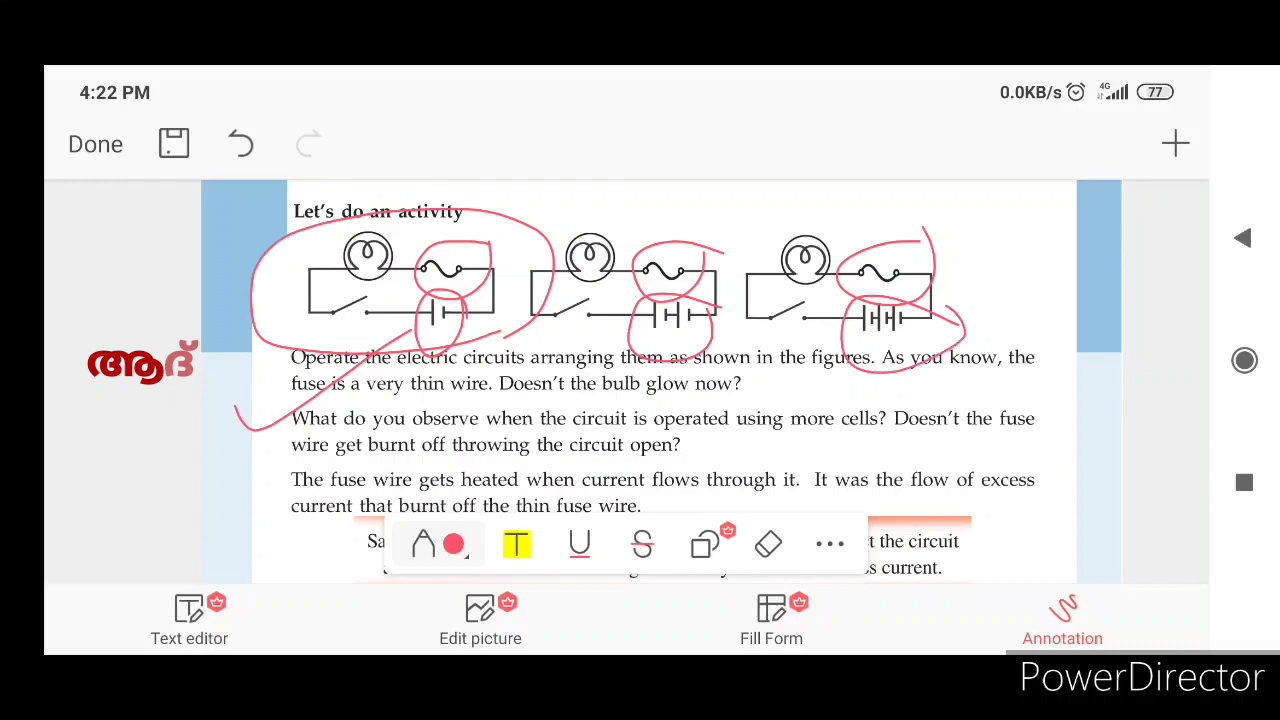 4:22 PM
0.0KB/s 4G 77
Done
Let's do an activity
ആദ്
Operate the electric circuits arranging them as shown in the figures. As you know, the
fuse is a very thin wire. Doesn't the bulb glow now?
What do you observe when the circuit is operated using more cells? Doesn't the fuse
wire get burnt off throwing the circuit open?
The fuse wire gets heated when current flows through it. It was the flow of excess
current that burnt off the thin fuse wire.
Sa t the circuit
s current.
A T U S
Text editor Edit picture Fill Form Annotation
PowerDirector